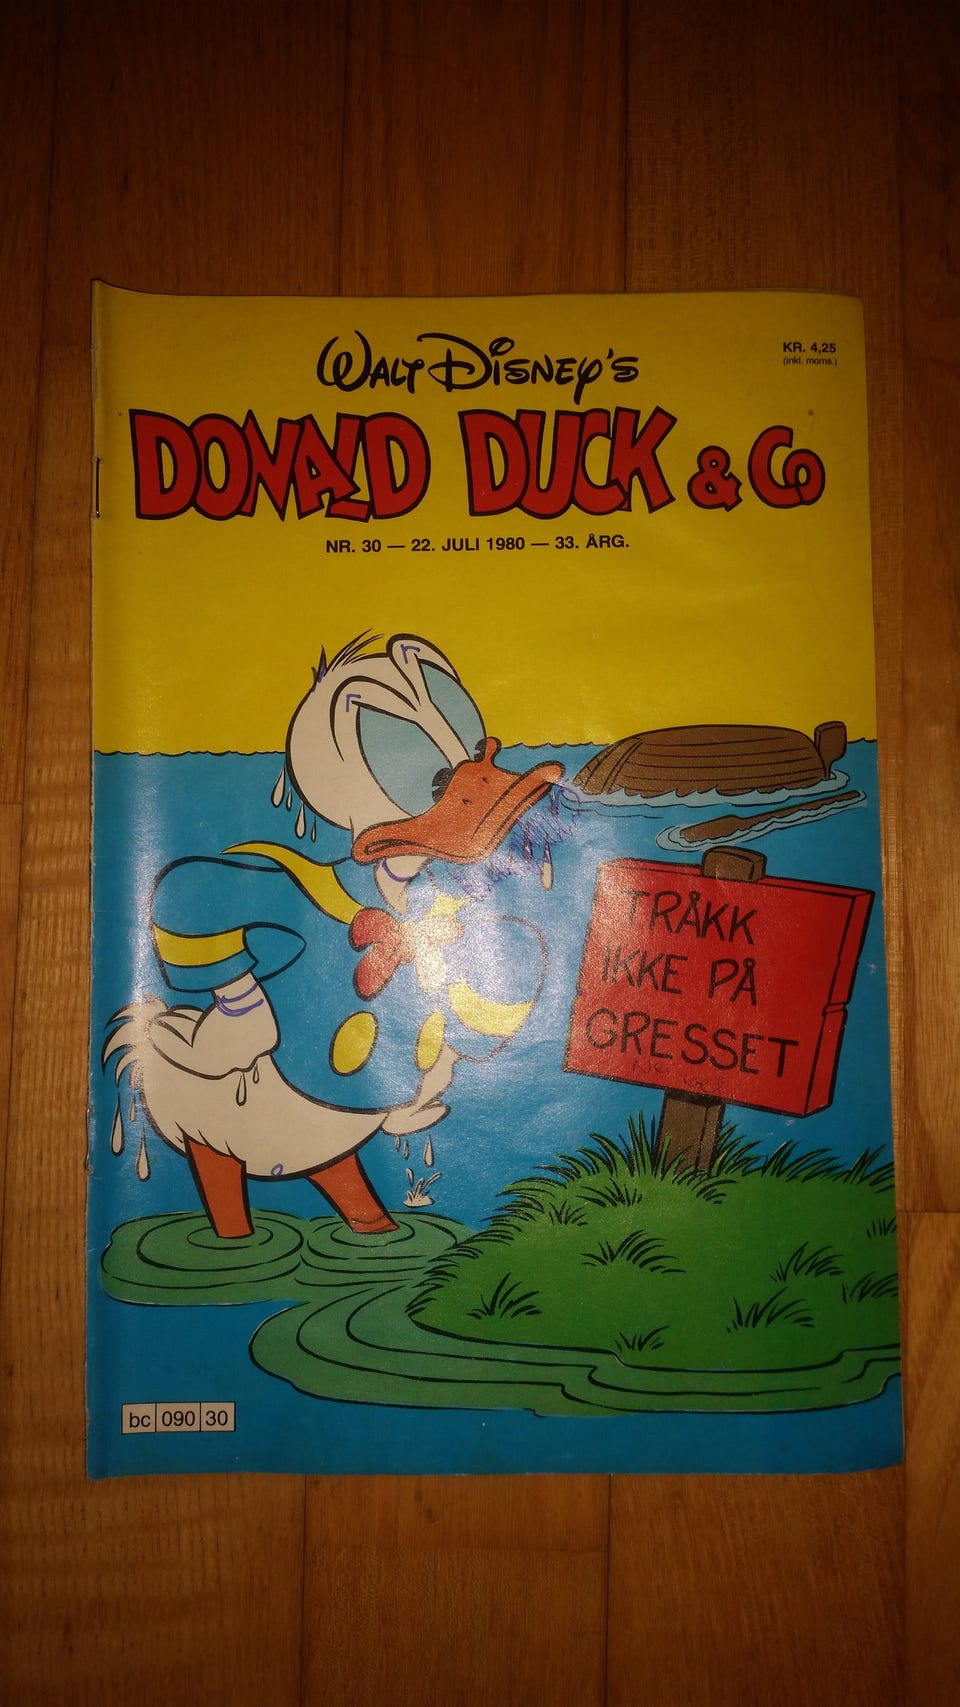 WALT DISNEY'S
KR. 4,25
(inkl. moms.)
DONALD DUCK & Co
NR. 30 — 22. JULI 1980 — 33. ÅRG.
TRÅKK
IKKE PÅ
GRESSET
bc 090 30